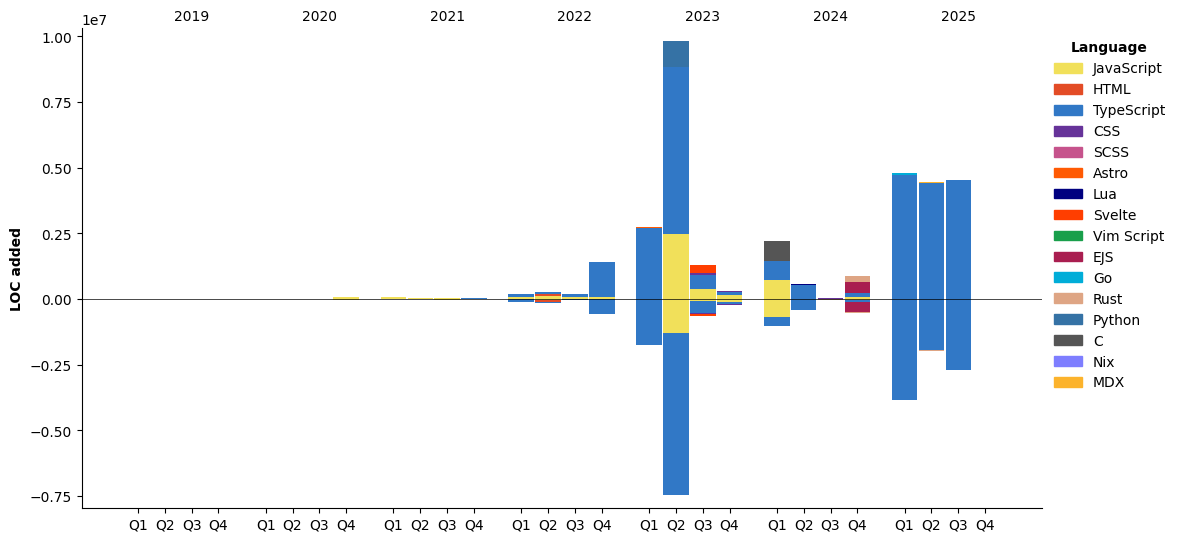 1e7
2019 2020 2021 2022 2023 2024 2025
LOC added
1.00
0.75
0.50
0.25
0.00
−0.25
−0.50
−0.75
Q1 Q2 Q3 Q4 Q1 Q2 Q3 Q4 Q1 Q2 Q3 Q4 Q1 Q2 Q3 Q4 Q1 Q2 Q3 Q4 Q1 Q2 Q3 Q4 Q1 Q2 Q3 Q4
Language
JavaScript
HTML
TypeScript
CSS
SCSS
Astro
Lua
Svelte
Vim Script
EJS
Go
Rust
Python
C
Nix
MDX